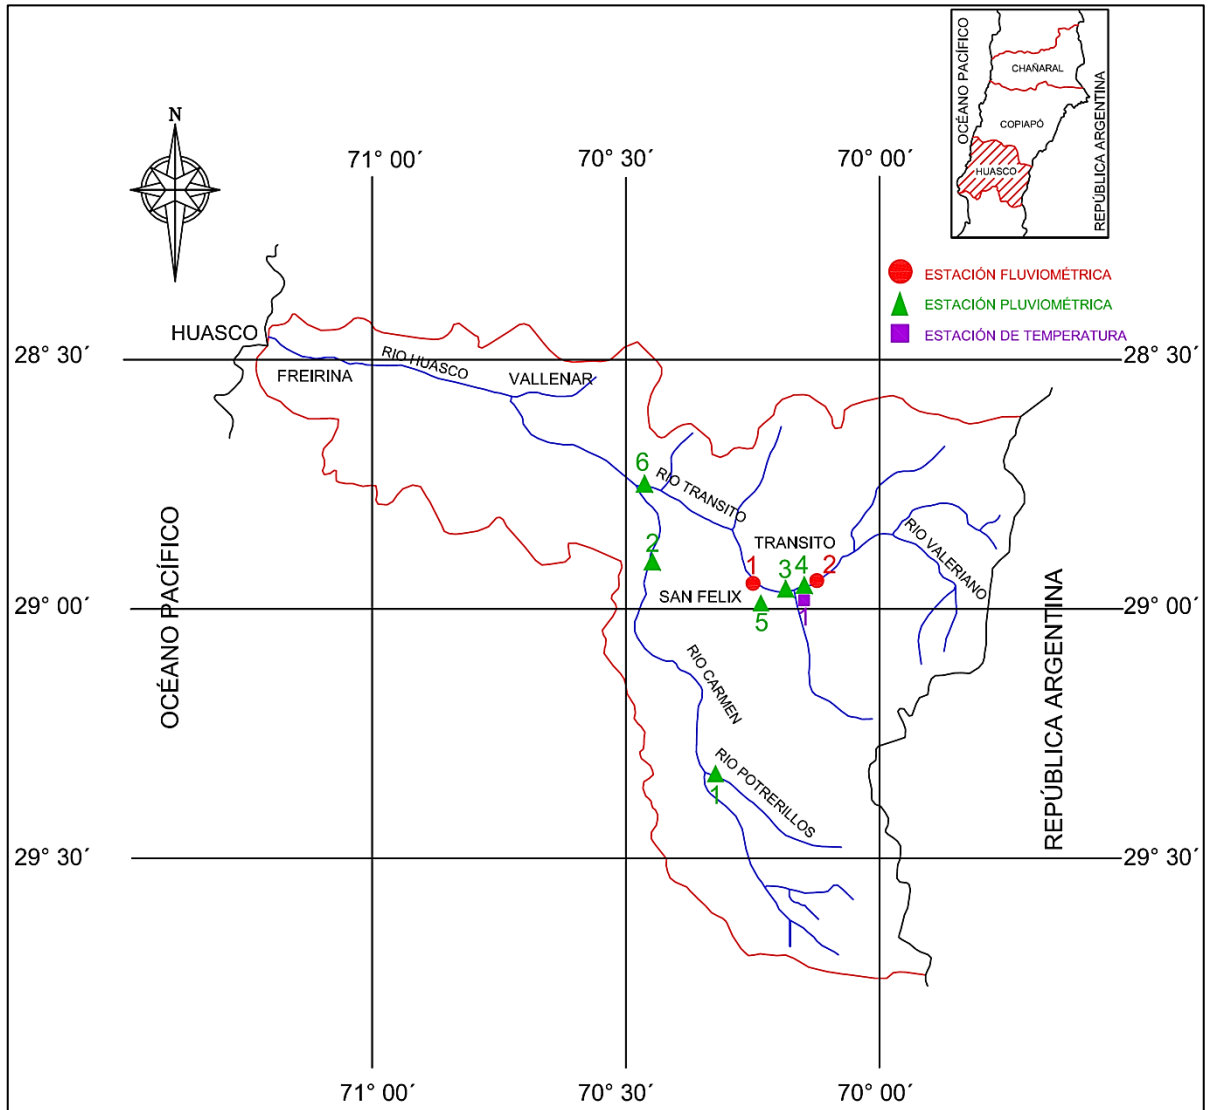 OCÉANO PACÍFICO
CHAÑARAL
COPIAPÓ
HUASCO
REPÚBLICA ARGENTINA
N
71° 00´
70° 30´
70° 00´
ESTACIÓN FLUVIOMÉTRICA
ESTACIÓN PLUVIOMÉTRICA
ESTACIÓN DE TEMPERATURA
HUASCO
28° 30´
28° 30´
FREIRINA
RIO HUASCO
VALLENAR
6
RIO TRANSITO
TRANSITO
RIO VALERIANO
2
1
3
4
2
SAN FELIX
5
1
29° 00´
29° 00´
OCÉANO PACÍFICO
RIO CARMEN
REPÚBLICA ARGENTINA
RIO POTRERILLOS
1
29° 30´
29° 30´
71° 00´
70° 30´
70° 00´